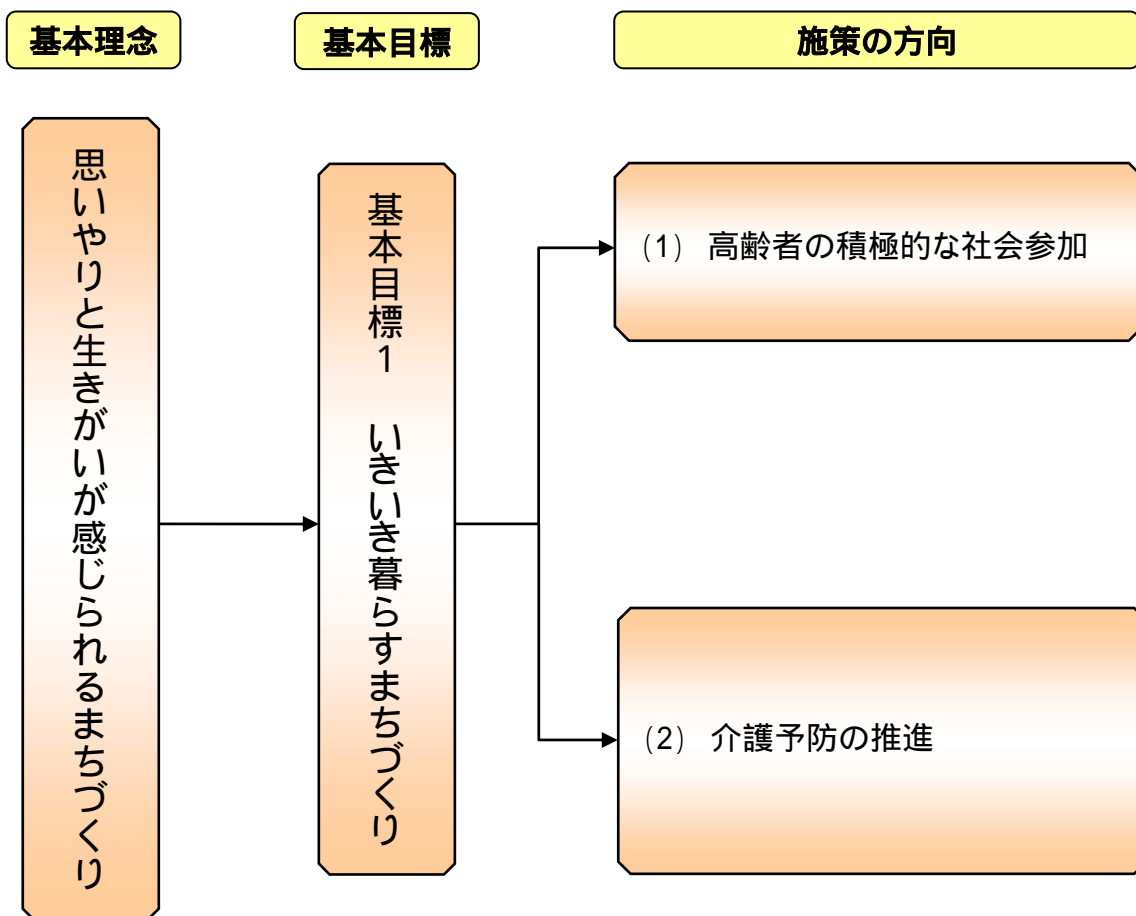 基本理念
基本目標
施策の方向
思いやりと生きがいが感じられるまちづくり
基本目標1 いきいき暮らすまちづくり
(1) 高齢者の積極的な社会参加
(2) 介護予防の推進